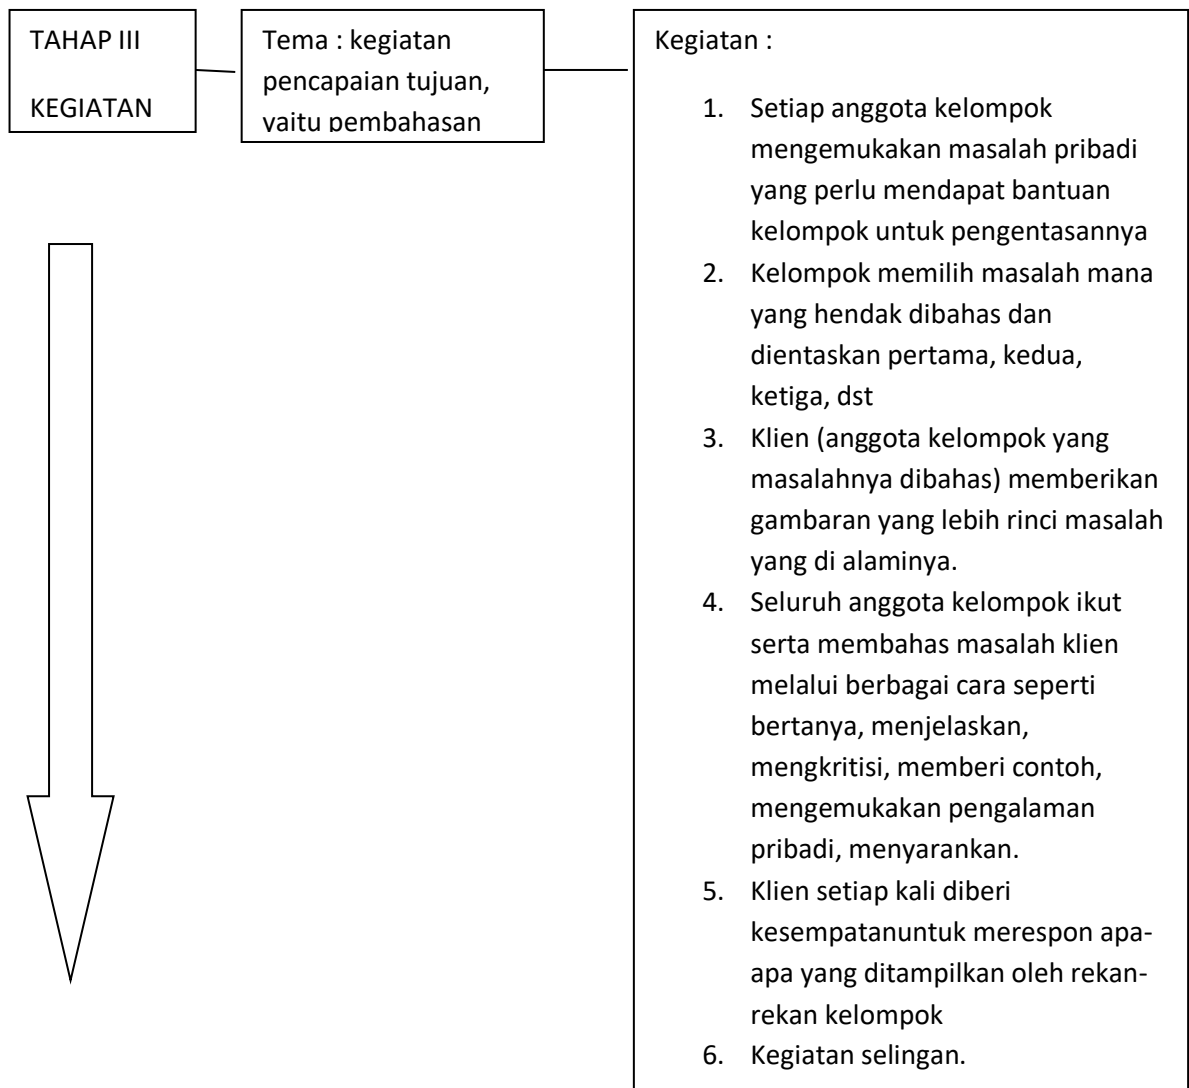 TAHAP III
KEGIATAN
Tema : kegiatan
pencapaian tujuan,
yaitu pembahasan
Kegiatan :
1. Setiap anggota kelompok
mengemukakan masalah pribadi
yang perlu mendapat bantuan
kelompok untuk pengentasannya
2. Kelompok memilih masalah mana
yang hendak dibahas dan
dientaskan pertama, kedua,
ketiga, dst
3. Klien (anggota kelompok yang
masalahnya dibahas) memberikan
gambaran yang lebih rinci masalah
yang di alaminya.
4. Seluruh anggota kelompok ikut
serta membahas masalah klien
melalui berbagai cara seperti
bertanya, menjelaskan,
mengkritisi, memberi contoh,
mengemukakan pengalaman
pribadi, menyarankan.
5. Klien setiap kali diberi
kesempatanuntuk merespon apa-
apa yang ditampilkan oleh rekan-
rekan kelompok
6. Kegiatan selingan.